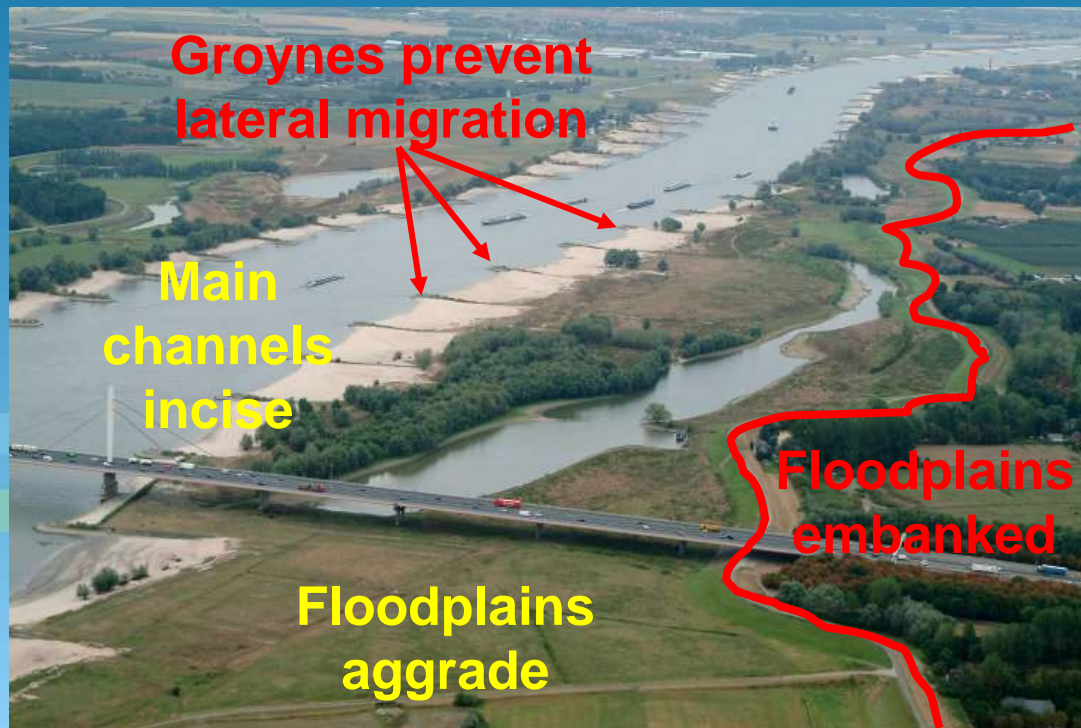 Groynes prevent
lateral migration
Main
channels
incise
Floodplains
embanked
Floodplains
aggrade